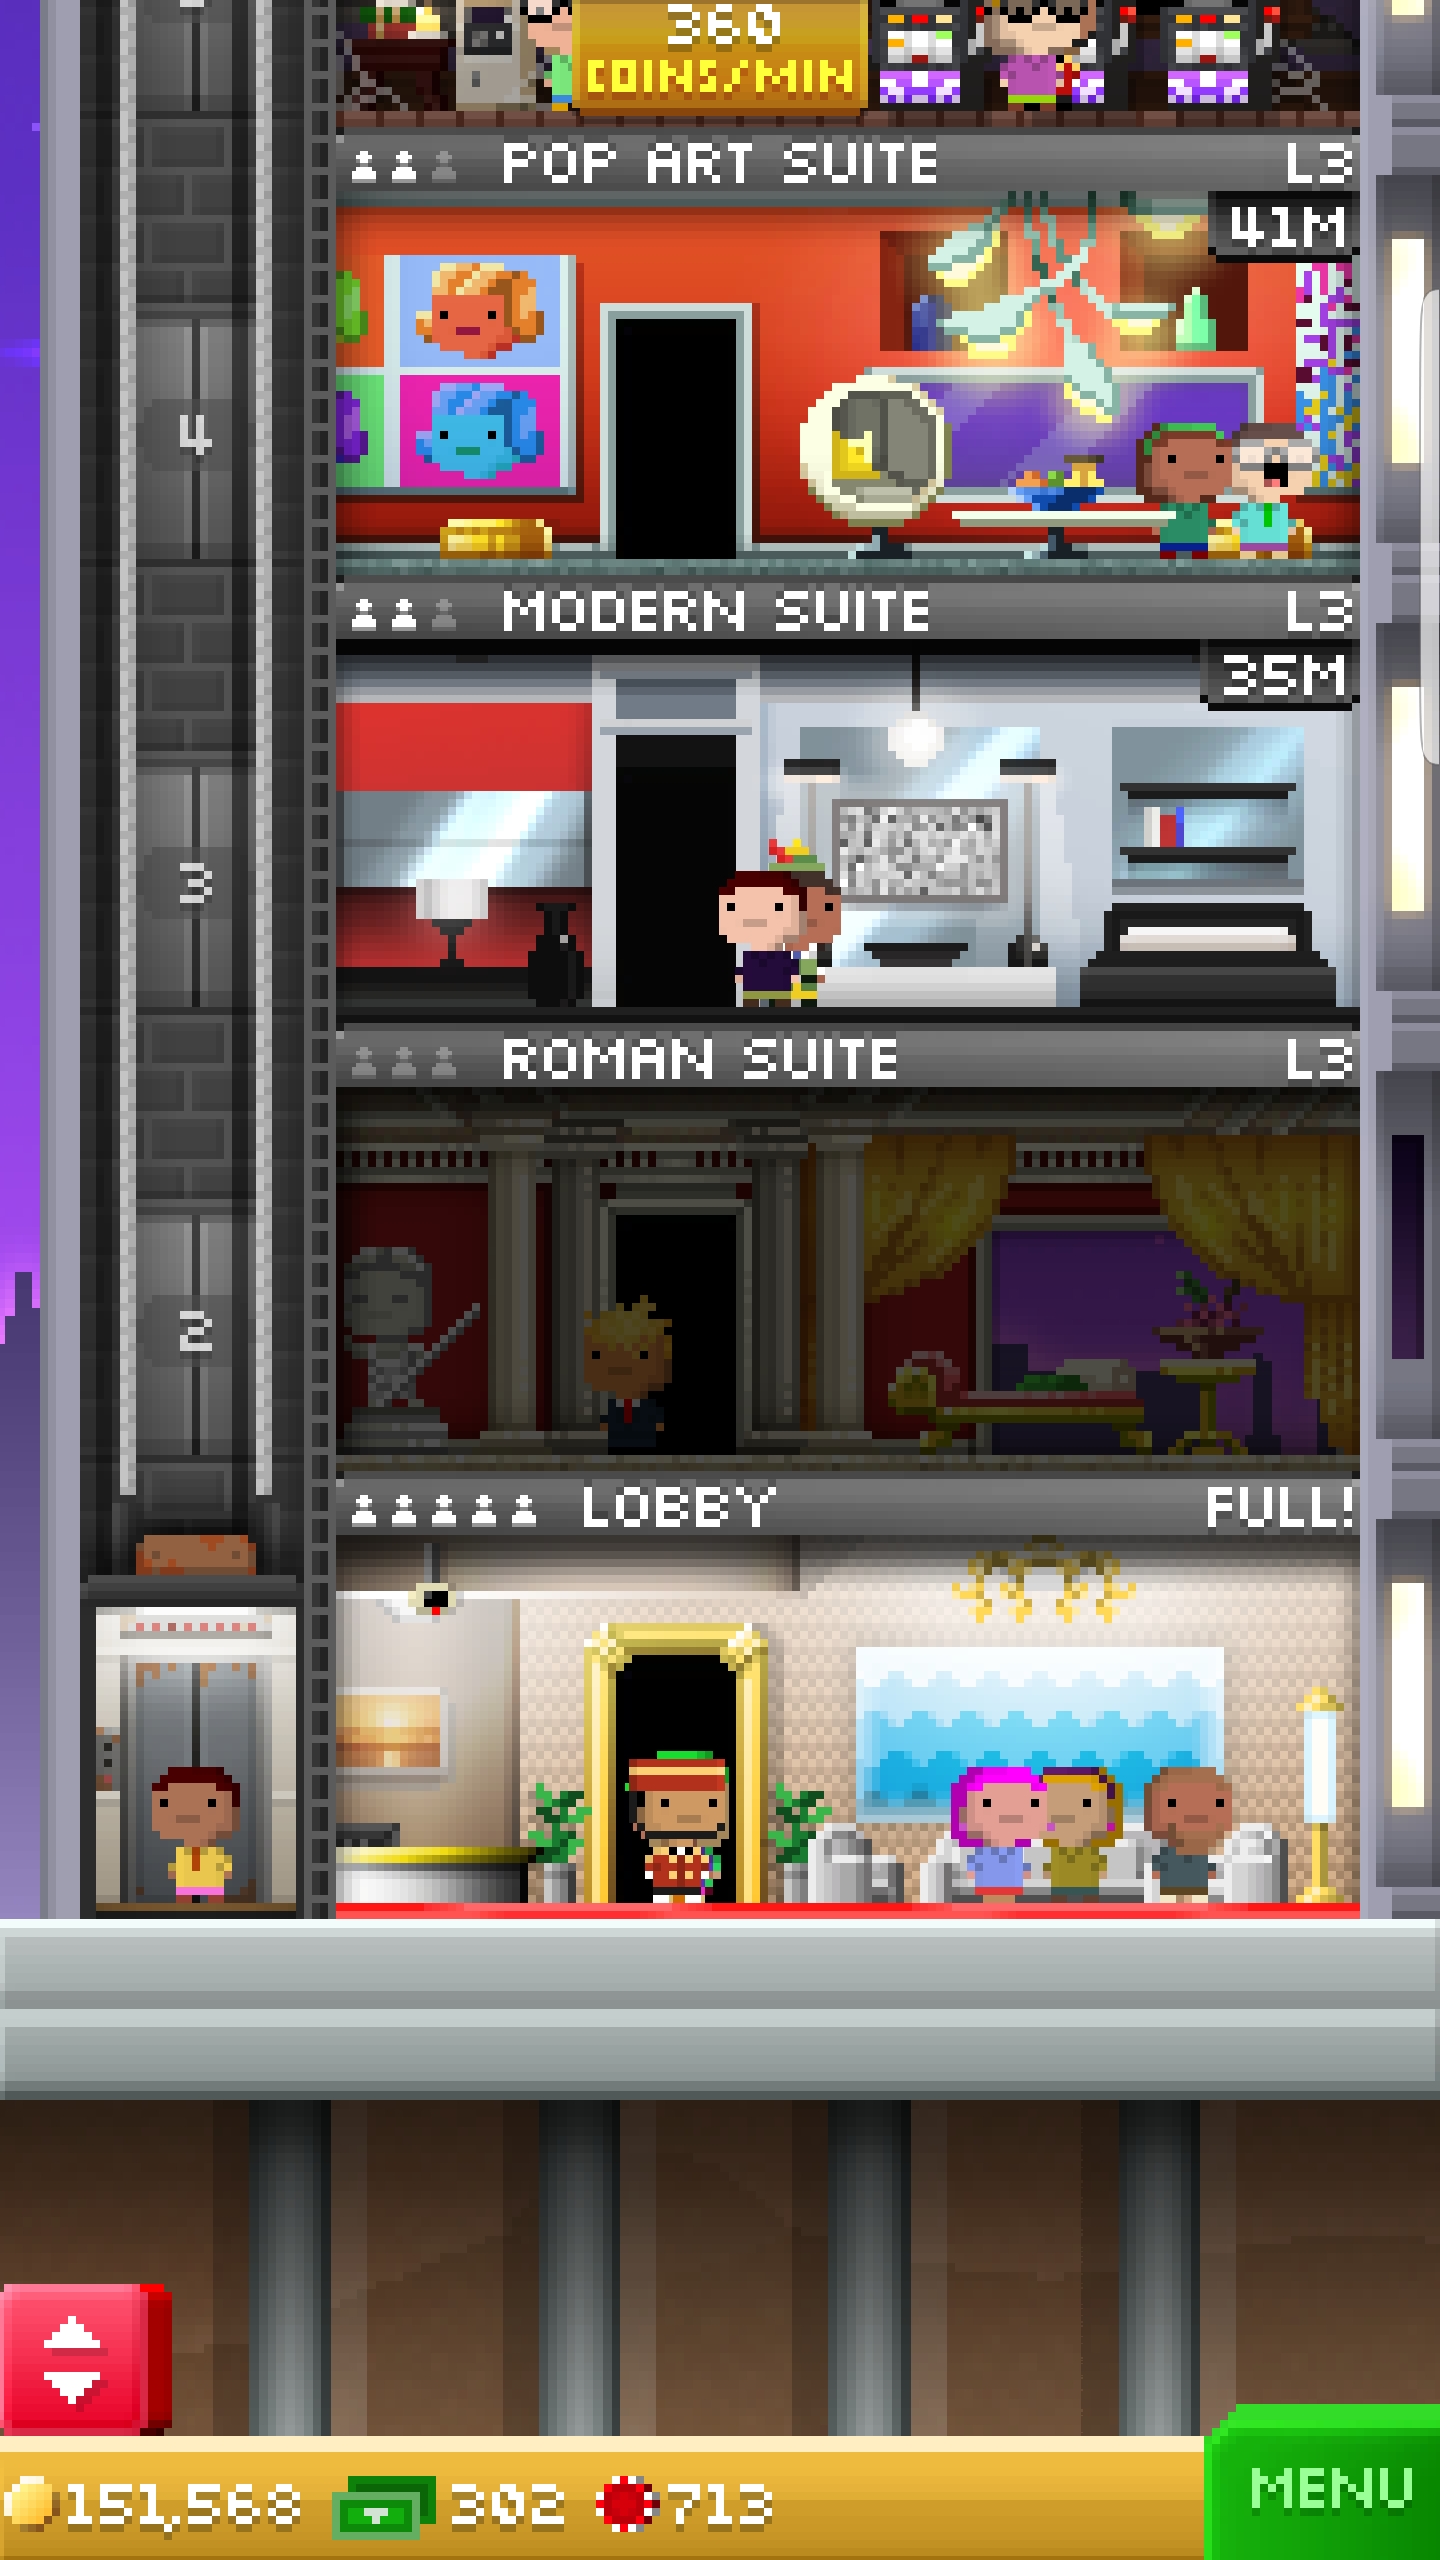 360
COINS/MIN
POP ART SUITE L3
41M
4
MODERN SUITE L3
35M
3
ROMAN SUITE L3
2
LOBBY FULL!
151,568 302 713
MENU